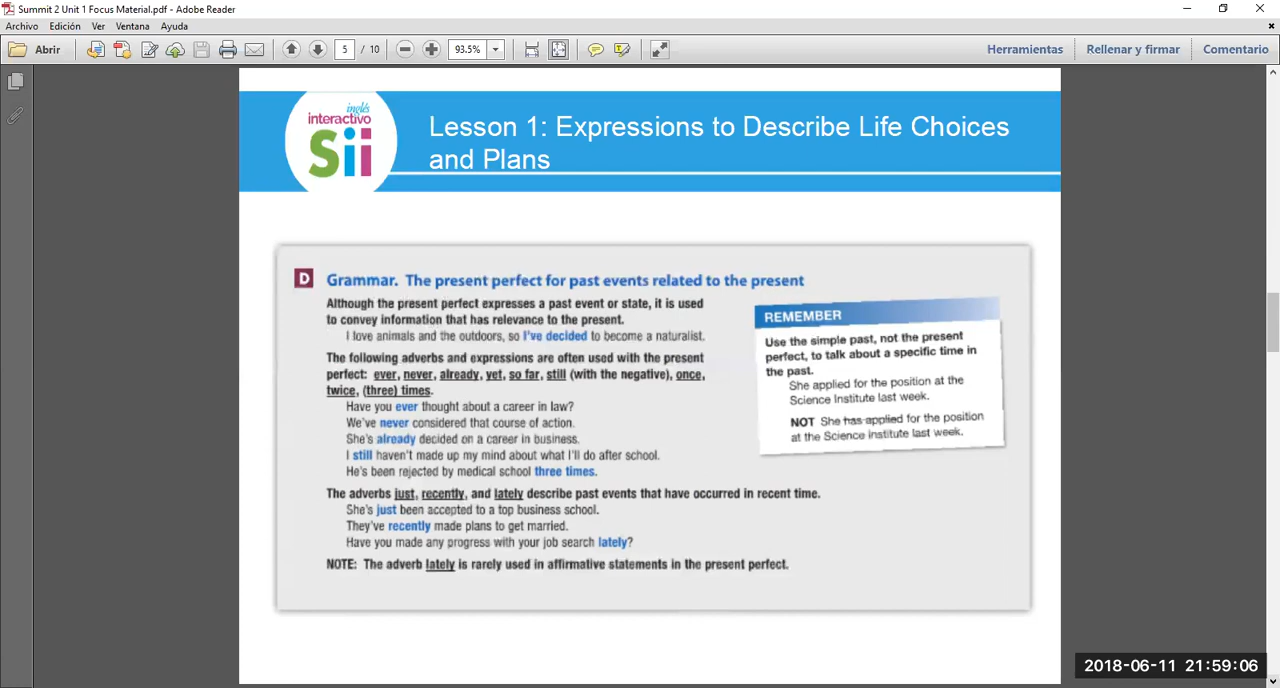 Summit 2 Unit 1 Focus Material.pdf - Adobe Reader
Archivo Edición Ver Ventana Ayuda
Abrir 5 / 10 93.5% Herramientas Rellenar y firmar Comentario
inglés
interactivo
Sii
Lesson 1: Expressions to Describe Life Choices
and Plans
D Grammar. The present perfect for past events related to the present
Although the present perfect expresses a past event or state, it is used
to convey information that has relevance to the present.
I love animals and the outdoors, so I've decided to become a naturalist.
The following adverbs and expressions are often used with the present
perfect: ever, never, already, yet, so far, still (with the negative), once,
twice, (three) times.
Have you ever thought about a career in law?
We've never considered that course of action.
She's already decided on a career in business.
I still haven't made up my mind about what I'll do after school.
He's been rejected by medical school three times.
The adverbs just, recently, and lately describe past events that have occurred in recent time.
She's just been accepted to a top business school.
They've recently made plans to get married.
Have you made any progress with your job search lately?
NOTE: The adverb lately is rarely used in affirmative statements in the present perfect.
REMEMBER
Use the simple past, not the present
perfect, to talk about a specific time in
the past.
She applied for the position at the
Science Institute last week.
NOT She has applied for the position
at the Science Institute last week.
2018-06-11 21:59:06